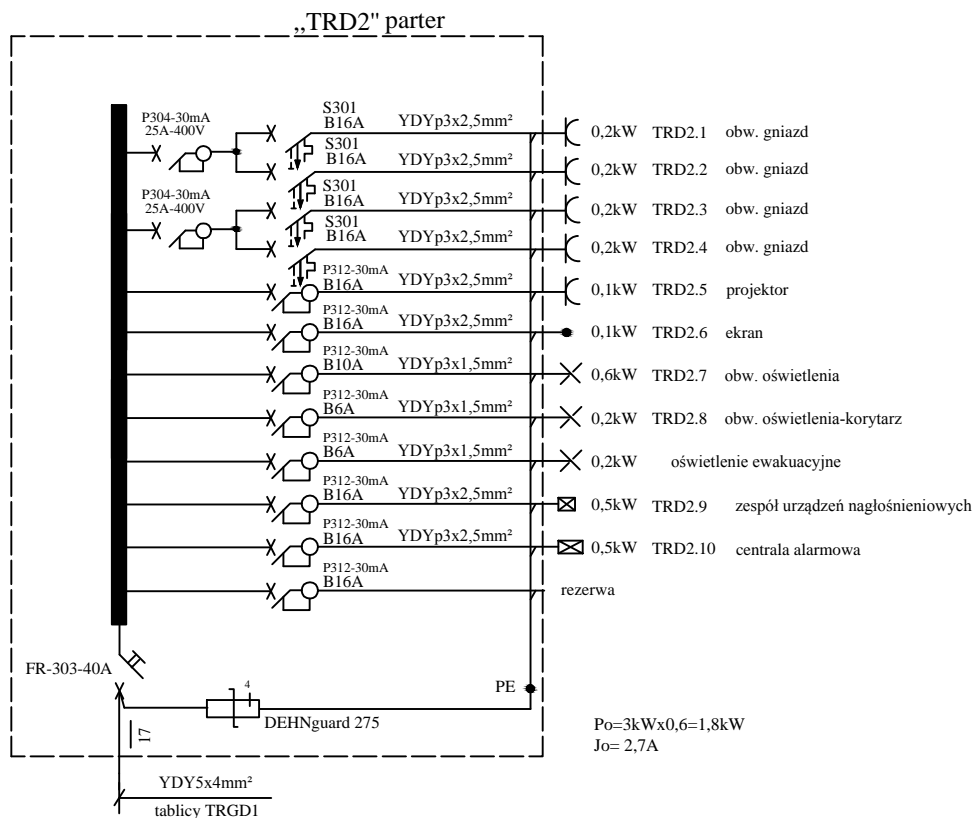 „TRD2" parter
P304-30mA
25A-400V
S301
B16A
YDYp3x2,5mm²
0,2kW TRD2.1 obw. gniazd
S301
B16A
YDYp3x2,5mm²
0,2kW TRD2.2 obw. gniazd
P304-30mA
25A-400V
S301
B16A
YDYp3x2,5mm²
0,2kW TRD2.3 obw. gniazd
S301
B16A
YDYp3x2,5mm²
0,2kW TRD2.4 obw. gniazd
P312-30mA
B16A
YDYp3x2,5mm²
0,1kW TRD2.5 projektor
P312-30mA
B16A
YDYp3x2,5mm²
0,1kW TRD2.6 ekran
P312-30mA
B10A
YDYp3x1,5mm²
0,6kW TRD2.7 obw. oświetlenia
P312-30mA
B6A
YDYp3x1,5mm²
0,2kW TRD2.8 obw. oświetlenia-korytarz
P312-30mA
B6A
YDYp3x1,5mm²
0,2kW oświetlenie ewakuacyjne
P312-30mA
B16A
YDYp3x2,5mm²
0,5kW TRD2.9 zespół urządzeń nagłośnieniowych
P312-30mA
B16A
YDYp3x2,5mm²
0,5kW TRD2.10 centrala alarmowa
P312-30mA
B16A
rezerwa
FR-303-40A
4
PE
DEHNguard 275
17
Po=3kWx0,6=1,8kW
Jo= 2,7A
YDY5x4mm²
tablicy TRGD1